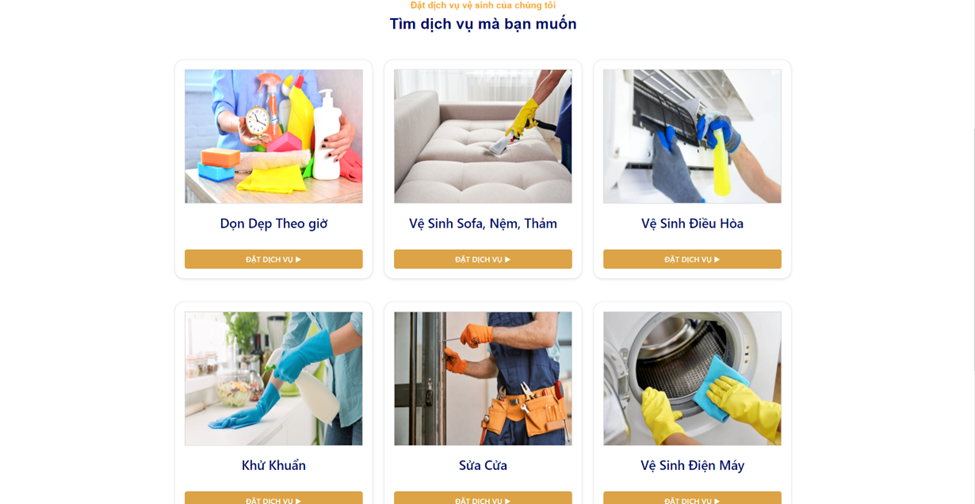 Đặt dịch vụ vệ sinh của chúng tôi
Tìm dịch vụ mà bạn muốn
Dọn Dẹp Theo giờ
Vệ Sinh Sofa, Nệm, Thảm
Vệ Sinh Điều Hòa
ĐẶT DỊCH VỤ ▶
ĐẶT DỊCH VỤ ▶
ĐẶT DỊCH VỤ ▶
Khử Khuẩn
Sửa Cửa
Vệ Sinh Điện Máy
ĐẶT DỊCH VỤ ▶
ĐẶT DỊCH VỤ ▶
ĐẶT DỊCH VỤ ▶